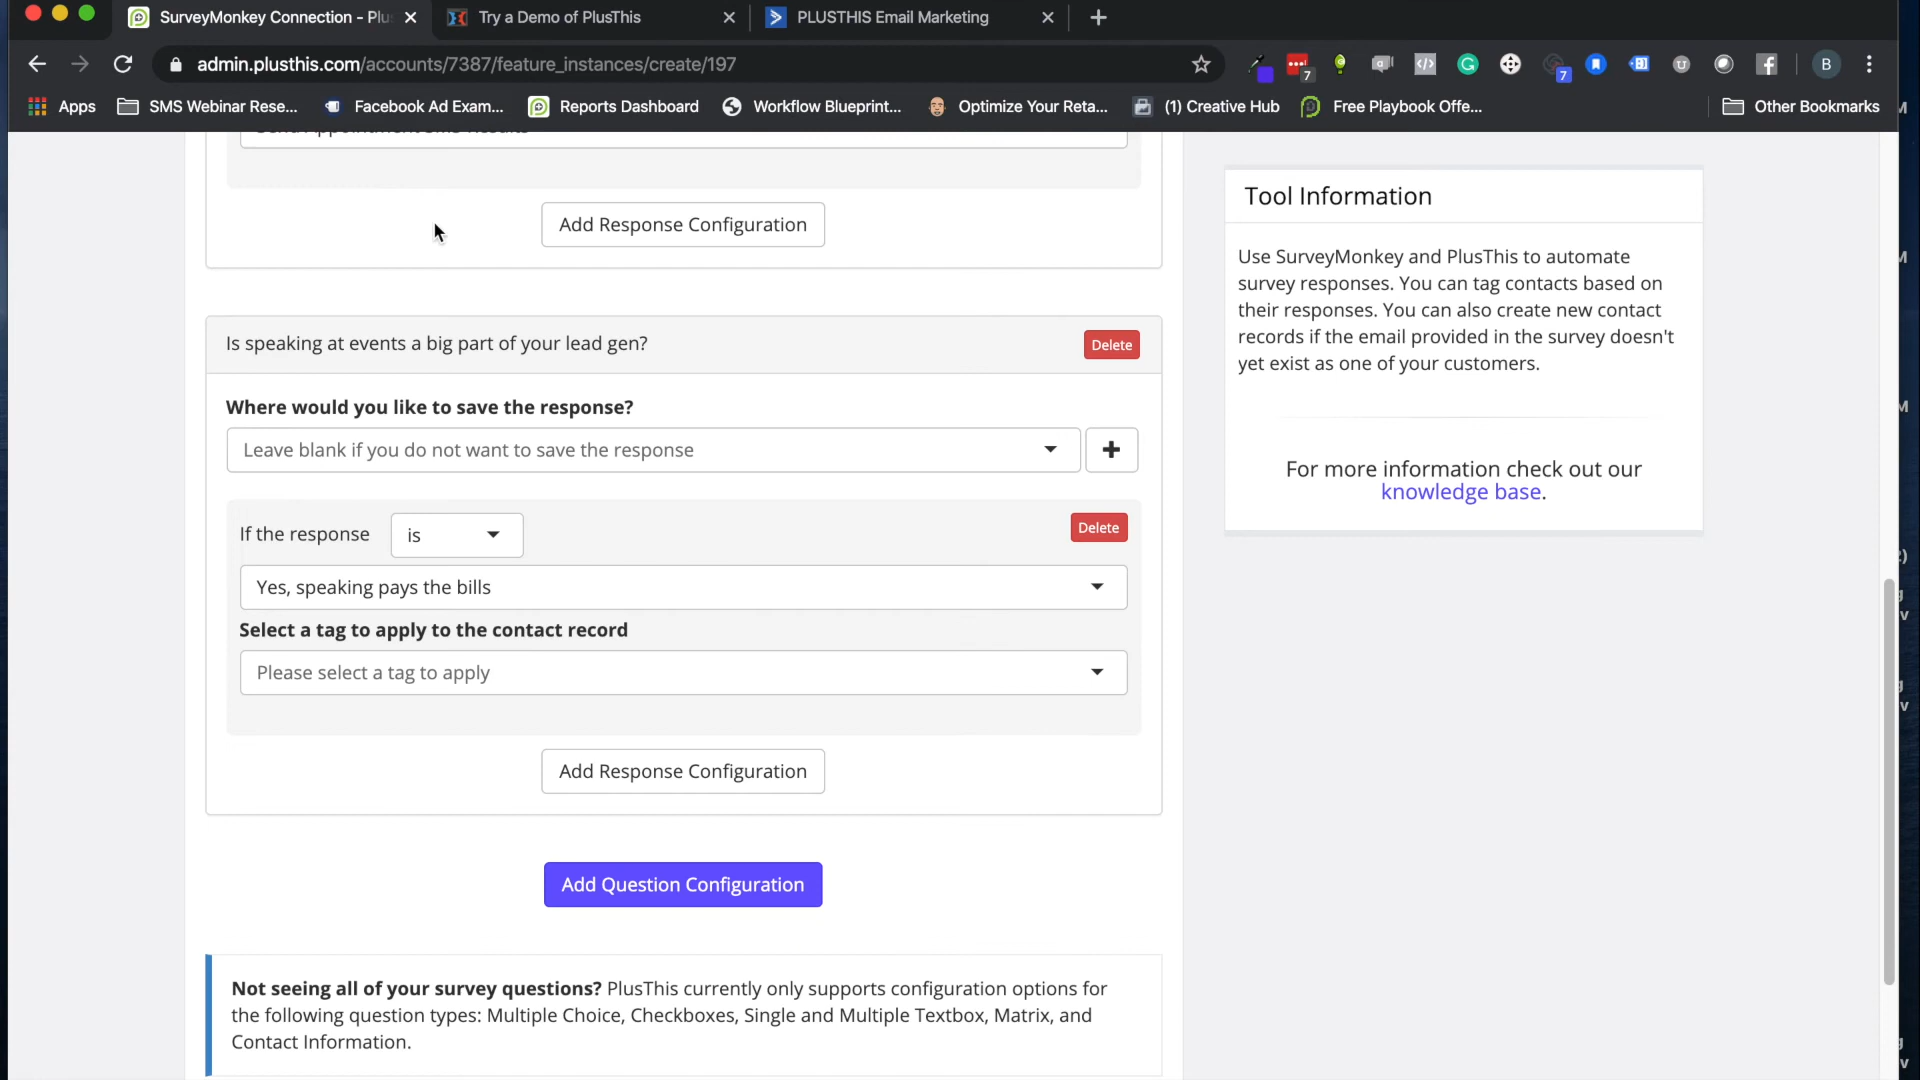 SurveyMonkey Connection - Plu
Try a Demo of PlusThis
PLUSTHIS Email Marketing
admin.plusthis.com/accounts/7387/feature_instances/create/197
7
7
B
Apps
SMS Webinar Rese...
Facebook Ad Exam...
Reports Dashboard
Workflow Blueprint...
Optimize Your Reta...
(1) Creative Hub
Free Playbook Offe...
Other Bookmarks
Add Response Configuration
Is speaking at events a big part of your lead gen?
Delete
Where would you like to save the response?
Leave blank if you do not want to save the response
If the response
is
Delete
Yes, speaking pays the bills
Select a tag to apply to the contact record
Please select a tag to apply
Add Response Configuration
Add Question Configuration
Not seeing all of your survey questions? PlusThis currently only supports configuration options for
the following question types: Multiple Choice, Checkboxes, Single and Multiple Textbox, Matrix, and
Contact Information.
Tool Information
Use SurveyMonkey and PlusThis to automate
survey responses. You can tag contacts based on
their responses. You can also create new contact
records if the email provided in the survey doesn't
yet exist as one of your customers.
For more information check out our
knowledge base.